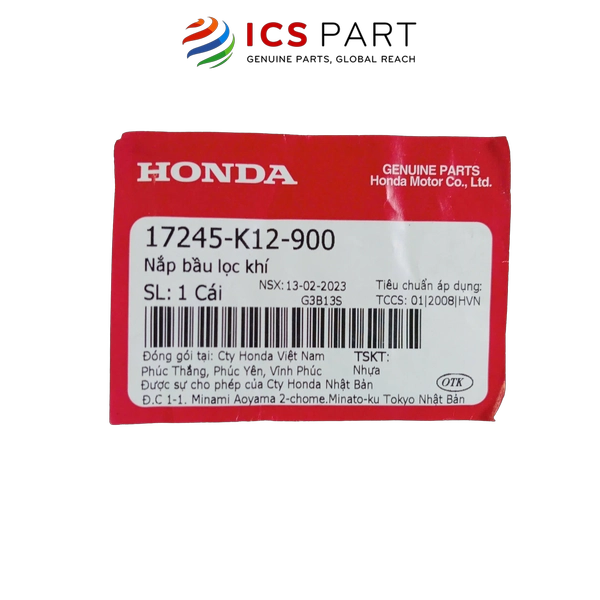 ICS PART
GENUINE PARTS, GLOBAL REACH
HONDA
GENUINE PARTS
Honda Motor Co., Ltd.
17245-K12-900
Nắp bầu lọc khí
SL: 1 Cái
NSX: 13-02-2023
G3B13S
Tiêu chuẩn áp dụng:
TCCS: 01|2008|HVN
Đóng gói tại: Cty Honda Việt Nam
Phúc Thắng, Phúc Yên, Vĩnh Phúc
TSKT:
Nhựa
Được sự cho phép của Cty Honda Nhật Bản
Đ.C 1-1. Minami Aoyama 2-chome.Minato-ku Tokyo Nhật Bản
OTK